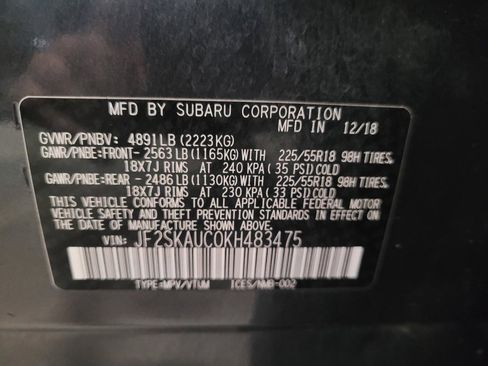 MFD BY SUBARU CORPORATION
MFD IN 12/18
GVWR/PNBV: 4891LB (2223KG)
GAWR/PNBE:FRONT- 2563LB (1165KG)WITH 225/55R18 98H TIRES,
18X7J RIMS AT 240 KPA (35 PSI) COLD
GAWR/PNBE:REAR - 2486LB (1130KG)WITH 225/55R18 98H TIRES,
18X7J RIMS AT 230 KPA (33 PSI) COLD
THIS VEHICLE CONFORMS TO ALL APPLICABLE FEDERAL MOTOR
VEHICLE SAFETY AND THEFT PREVENTION STANDARDS IN EFFECT ON
THE DATE OF MANUFACTURE SHOWN ABOVE.
VIN: JF2SKAUC0KH483475
TYPE:MPV/VTUM ICES/NMB-002